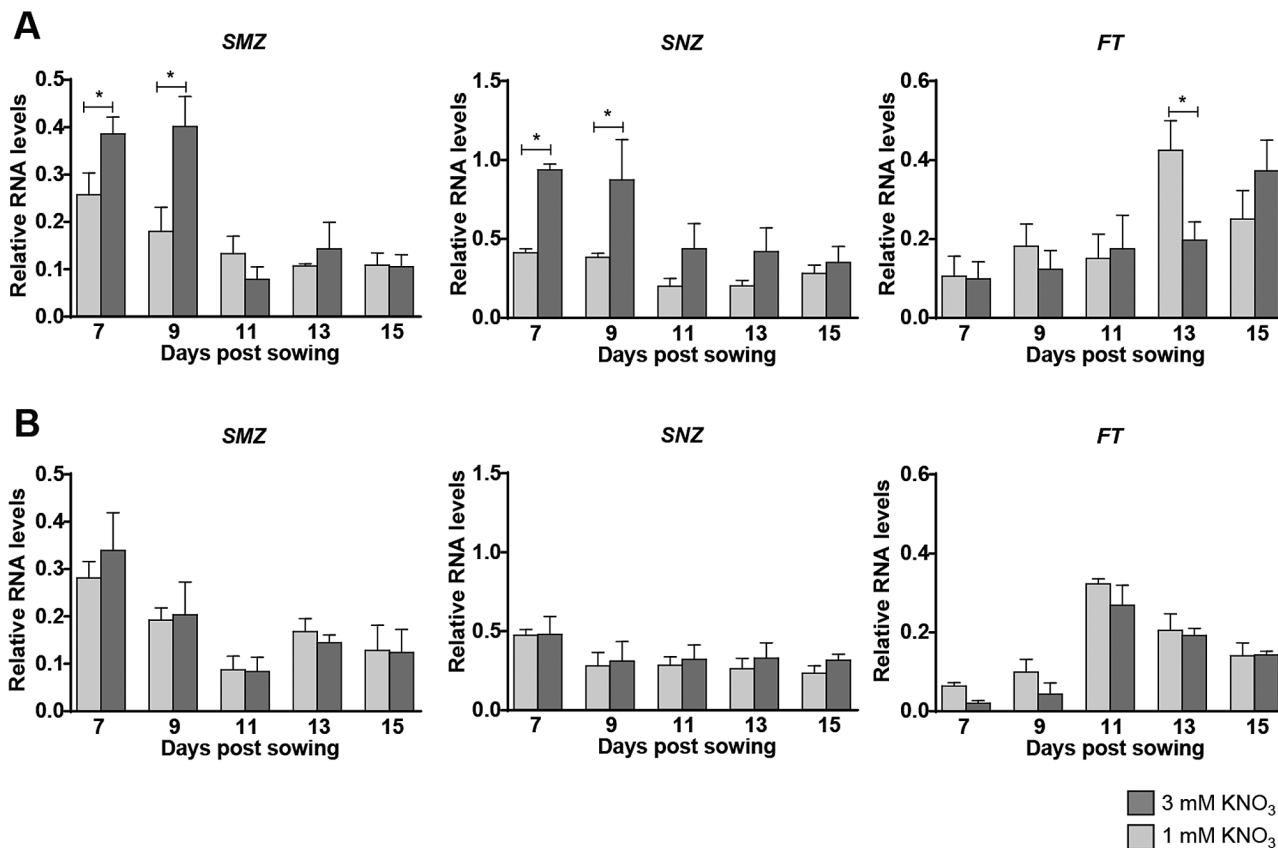 A
SMZ
SNZ
FT
Relative RNA levels
0.5
0.4
0.3
0.2
0.1
0.0
*
*
7 9 11 13 15
Days post sowing
Relative RNA levels
1.5
1.0
0.5
0.0
*
*
7 9 11 13 15
Days post sowing
Relative RNA levels
0.6
0.4
0.2
0.0
*
7 9 11 13 15
Days post sowing
B
SMZ
SNZ
FT
Relative RNA levels
0.5
0.4
0.3
0.2
0.1
0.0
7 9 11 13 15
Days post sowing
Relative RNA levels
1.5
1.0
0.5
0.0
7 9 11 13 15
Days post sowing
Relative RNA levels
0.6
0.4
0.2
0.0
7 9 11 13 15
Days post sowing
3 mM KNO₃
1 mM KNO₃